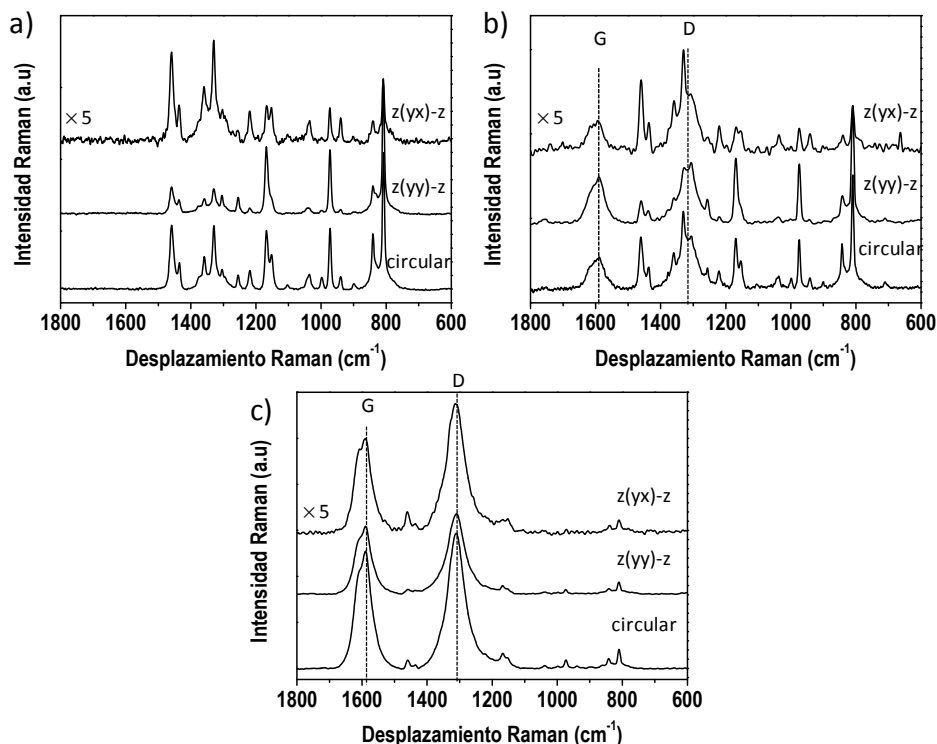 a)
Intensidad Raman (a.u)
× 5
z(yx)-z
z(yy)-z
circular
1800 1600 1400 1200 1000 800 600
Desplazamiento Raman (cm-1)
b)
G
D
Intensidad Raman (a.u)
× 5
z(yx)-z
z(yy)-z
circular
1800 1600 1400 1200 1000 800 600
Desplazamiento Raman (cm-1)
c)
G
D
Intensidad Raman (a.u)
× 5
z(yx)-z
z(yy)-z
circular
1800 1600 1400 1200 1000 800 600
Desplazamiento Raman (cm-1)